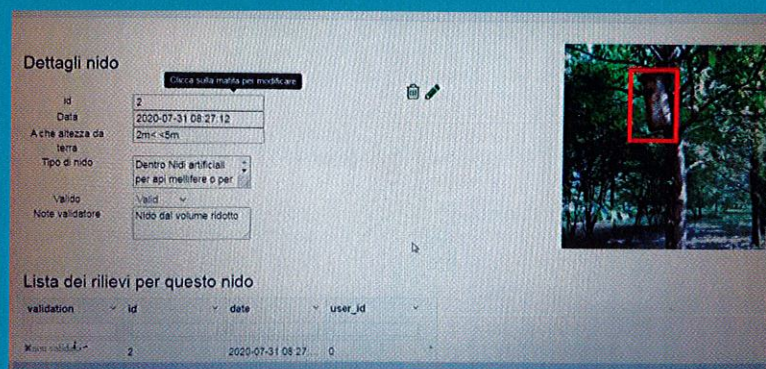 Dettagli nido
Clicca sulla matita per modificare
id
2
Data
2020-07-31 08:27:12
A che altezza da
terra
2m< <5m
Tipo di nido
Dentro Nidi artificiali
per api mellifere o per
Valido
Valid
Note validatore
Nido dal volume ridotto
Lista dei rilievi per questo nido
validation id date user_id
non 2 2020-07-31 08:27... 0